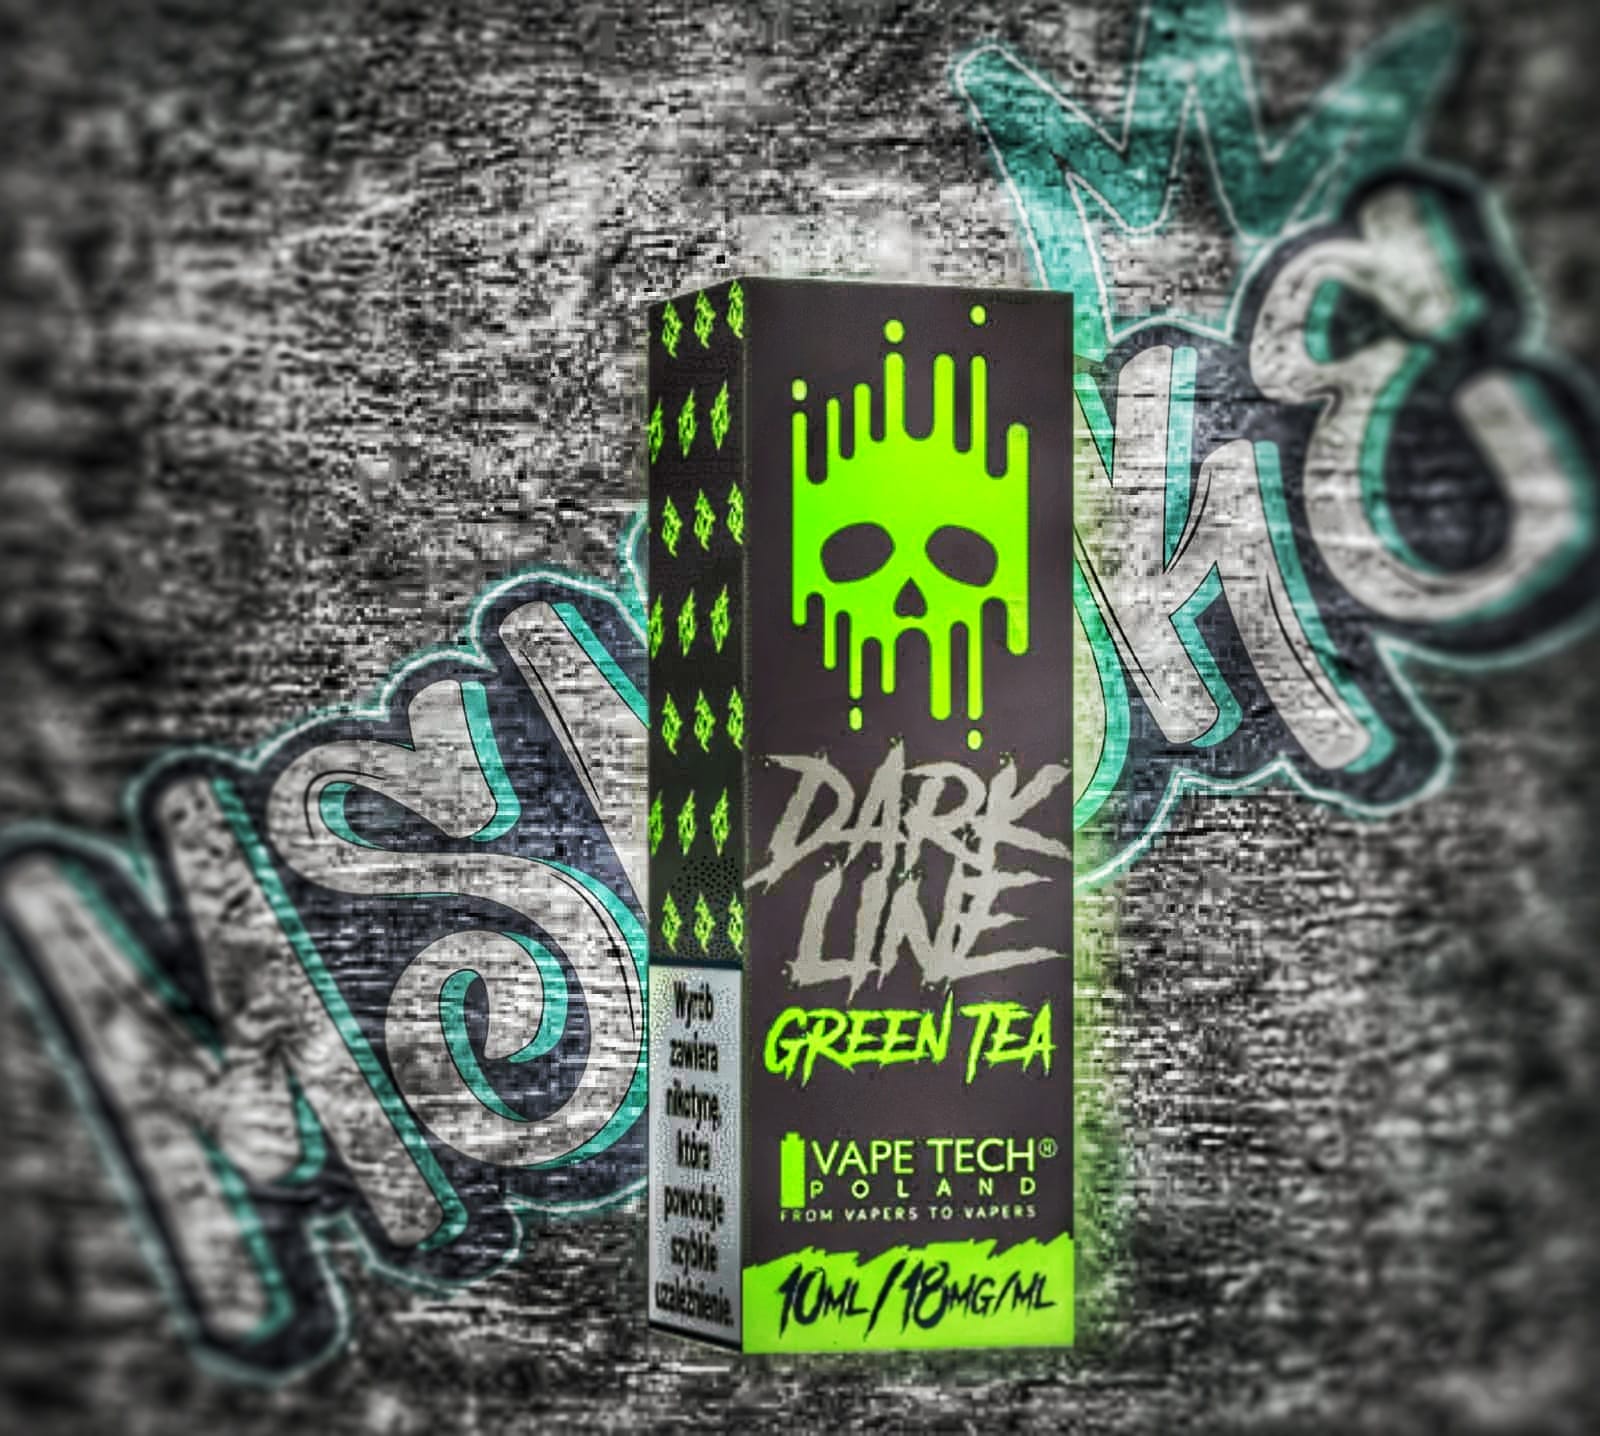 DARK
LINE
GREEN TEA
VAPE TECH®
POLAND
FROM VAPERS TO VAPERS
10ML/18MG/ML
Wyrób
zawiera
nikotynę,
która
powoduje
szybkie
uzależnienie.